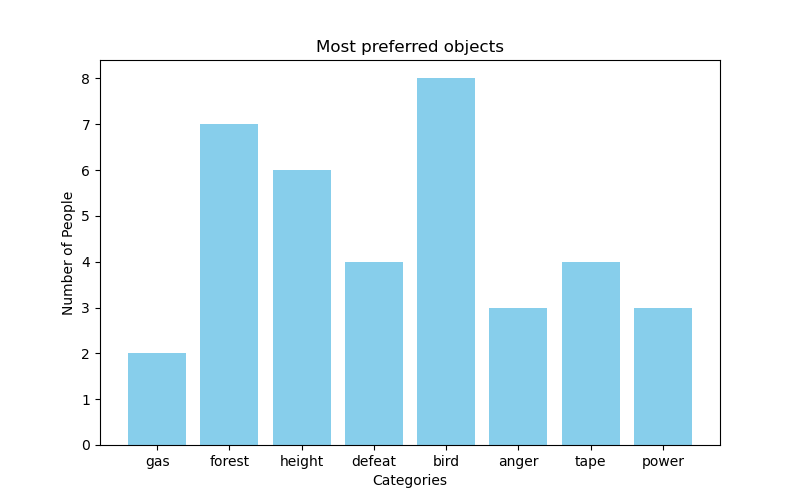 Most preferred objects
Number of People
8
7
6
5
4
3
2
1
0
gas forest height defeat bird anger tape power
Categories